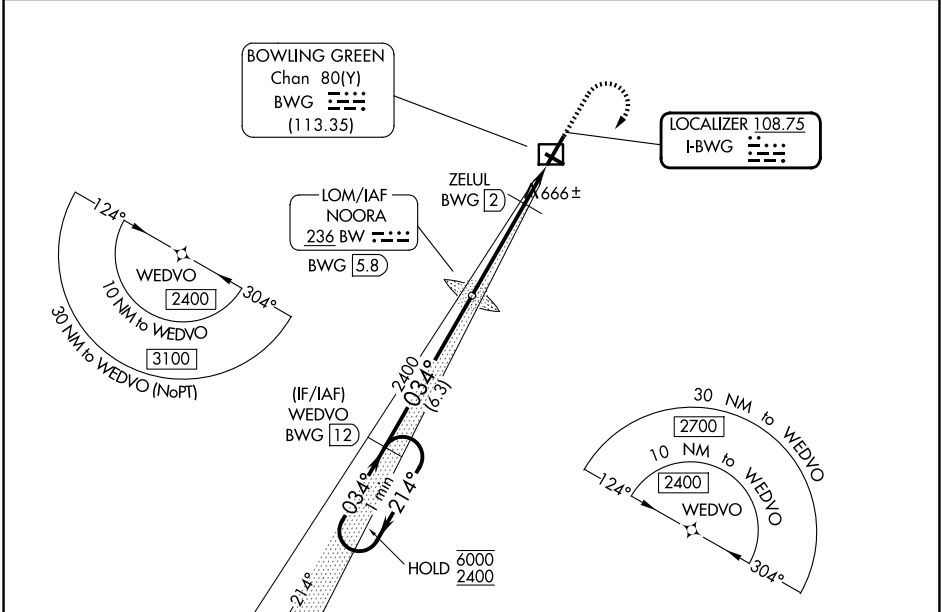 BOWLING GREEN
Chan 80(Y)
BWG
(113.35)
LOCALIZER 108.75
I-BWG
ZELUL
BWG 2
666 ±
LOM/IAF
NOORA
236 BW
BWG 5.8
124°
WEDVO
2400
304°
10 NM to WEDVO
3100
30 NM to WEDVO (NoPT)
2400
034°
(6.3)
(IF/IAF)
WEDVO
BWG 12
034°
1 min
214°
HOLD 6000
2400
214°
30 NM to WEDVO
2700
10 NM to WEDVO
2400
124°
WEDVO
304°